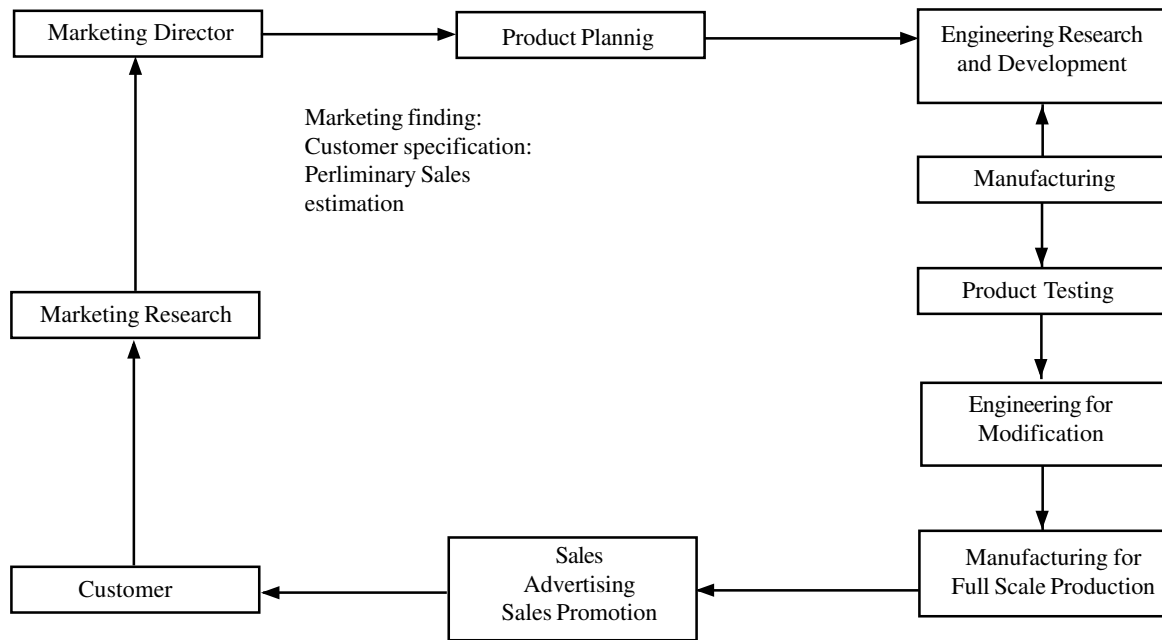 Marketing Director
Product Plannig
Engineering Research
and Development
Marketing finding:
Customer specification:
Perliminary Sales
estimation
Manufacturing
Product Testing
Marketing Research
Engineering for
Modification
Manufacturing for
Full Scale Production
Sales
Advertising
Sales Promotion
Customer